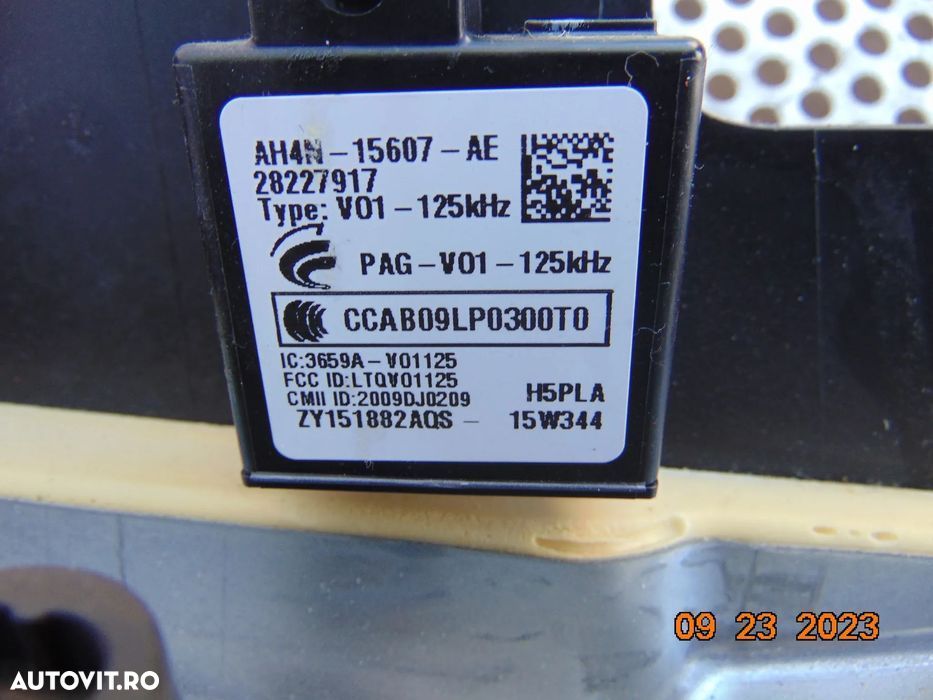 AH4N-15607-AE
28227917
Type: V01-125kHz
PAG-V01-125kHz
CCAB09LP0300T0
IC:3659A-V01125
FCC ID:LTQV01125
CMII ID:2009DJ0209
H5PLA
ZY151882AQS - 15W344
09 23 2023
AUTOVIT.RO